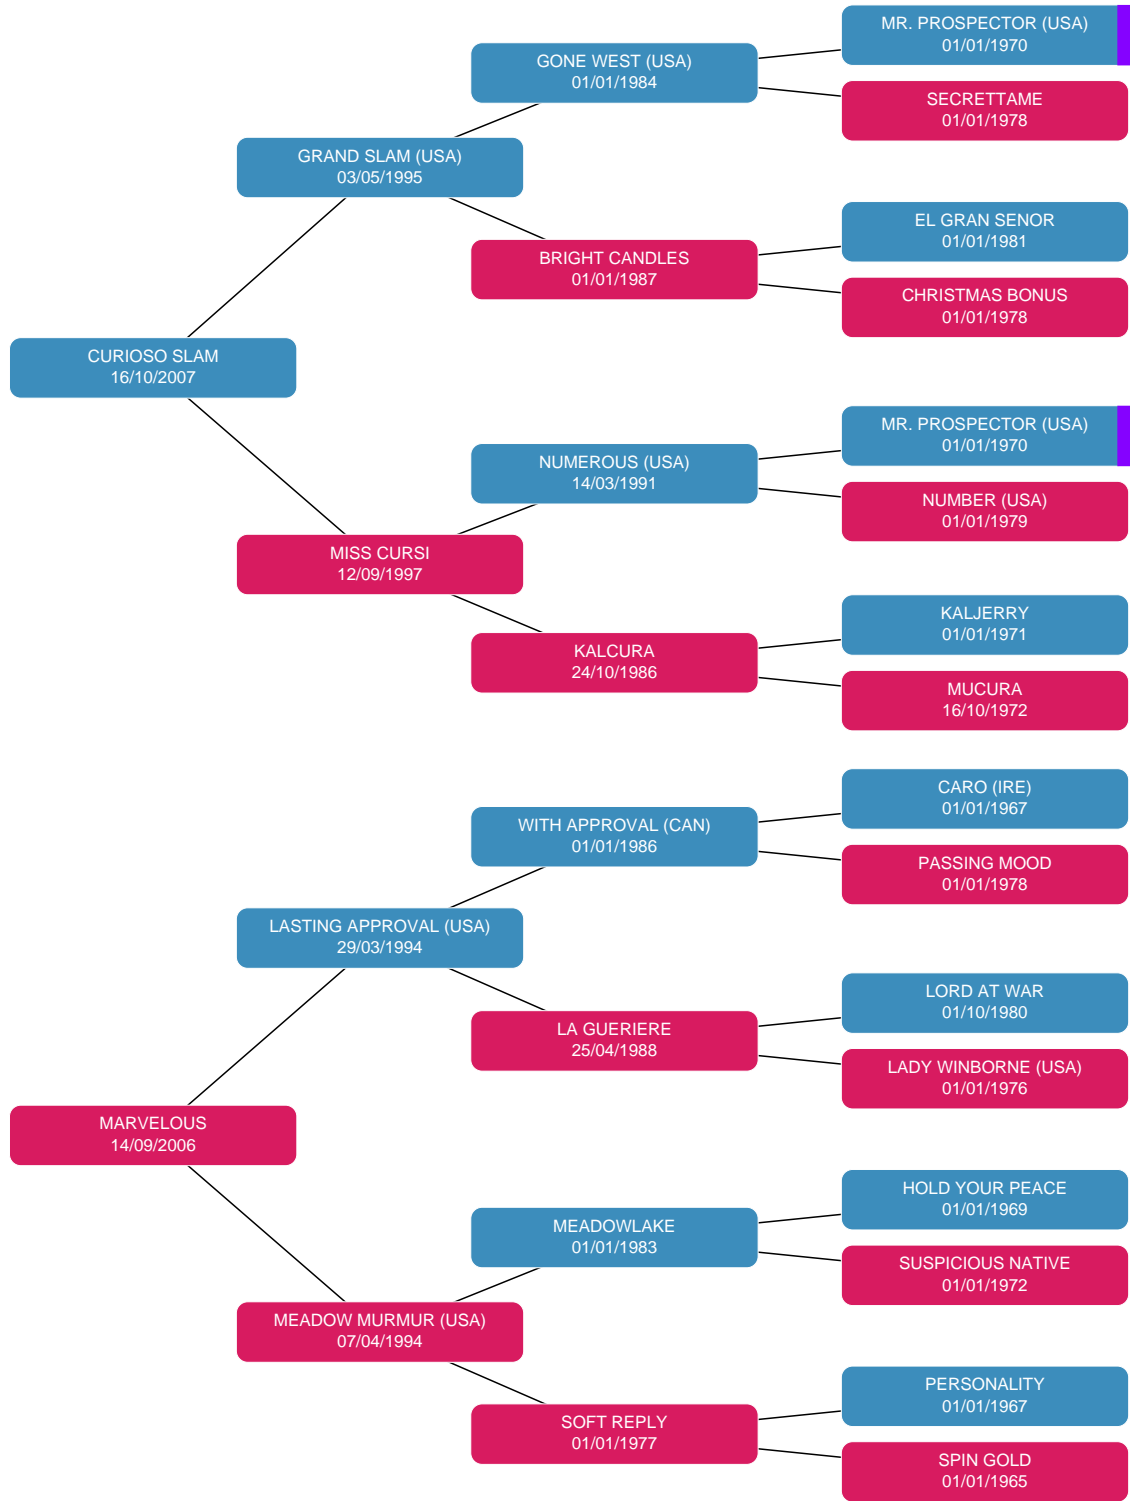 MR. PROSPECTOR (USA)
01/01/1970
GONE WEST (USA)
01/01/1984
SECRETTAME
01/01/1978
GRAND SLAM (USA)
03/05/1995
EL GRAN SENOR
01/01/1981
BRIGHT CANDLES
01/01/1987
CHRISTMAS BONUS
01/01/1978
CURIOSO SLAM
16/10/2007
MR. PROSPECTOR (USA)
01/01/1970
NUMEROUS (USA)
14/03/1991
NUMBER (USA)
01/01/1979
MISS CURSI
12/09/1997
KALJERRY
01/01/1971
KALCURA
24/10/1986
MUCURA
16/10/1972
CARO (IRE)
01/01/1967
WITH APPROVAL (CAN)
01/01/1986
PASSING MOOD
01/01/1978
LASTING APPROVAL (USA)
29/03/1994
LORD AT WAR
01/10/1980
LA GUERIERE
25/04/1988
LADY WINBORNE (USA)
01/01/1976
MARVELOUS
14/09/2006
HOLD YOUR PEACE
01/01/1969
MEADOWLAKE
01/01/1983
SUSPICIOUS NATIVE
01/01/1972
MEADOW MURMUR (USA)
07/04/1994
PERSONALITY
01/01/1967
SOFT REPLY
01/01/1977
SPIN GOLD
01/01/1965